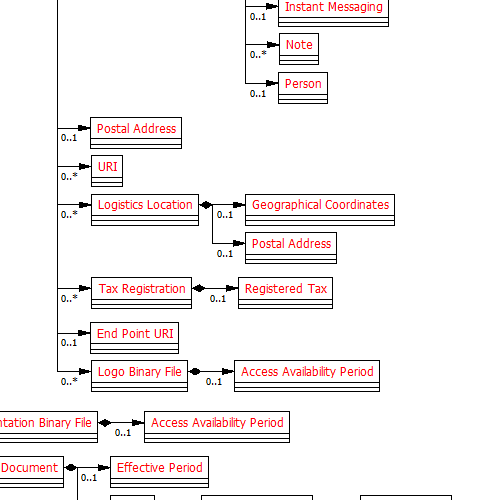 Instant Messaging
0..1
Note
0..*
Person
0..1
Postal Address
0..1
URI
0..*
Logistics Location
0..*
Geographical Coordinates
0..1
Postal Address
0..1
Tax Registration
0..*
Registered Tax
0..1
End Point URI
0..1
Logo Binary File
0..*
Access Availability Period
0..1
Binary File
Access Availability Period
0..1
Document
Effective Period
0..1